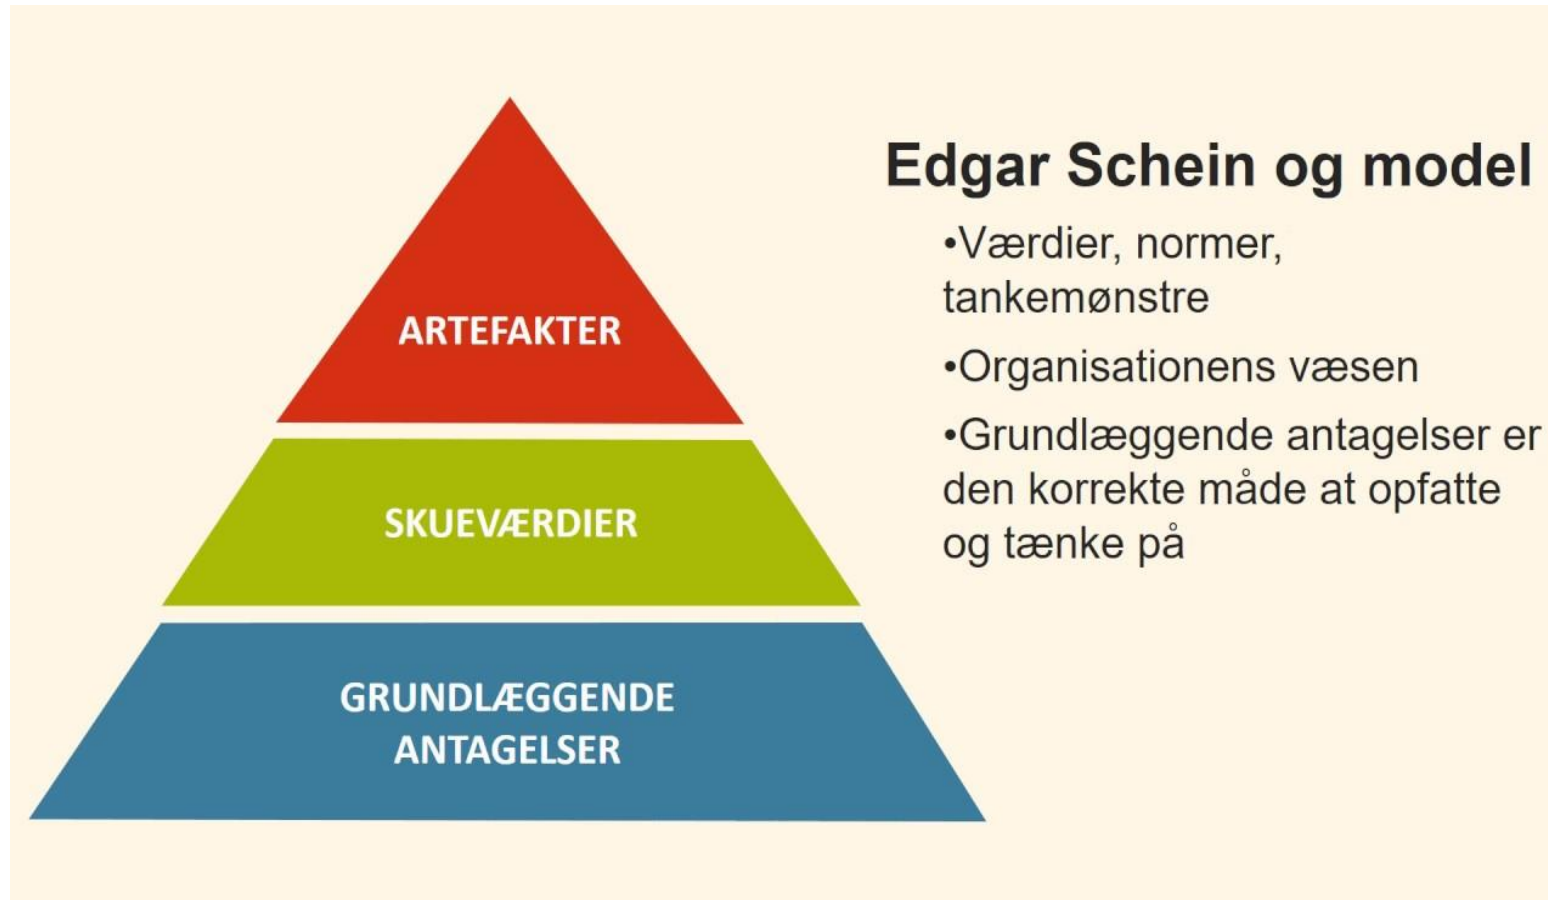 ARTEFAKTER
SKUEVÆRDIER
GRUNDLÆGGENDE
ANTAGELSER
Edgar Schein og model
•Værdier, normer,
tankemønstre
•Organisationens væsen
•Grundlæggende antagelser er
den korrekte måde at opfatte
og tænke på